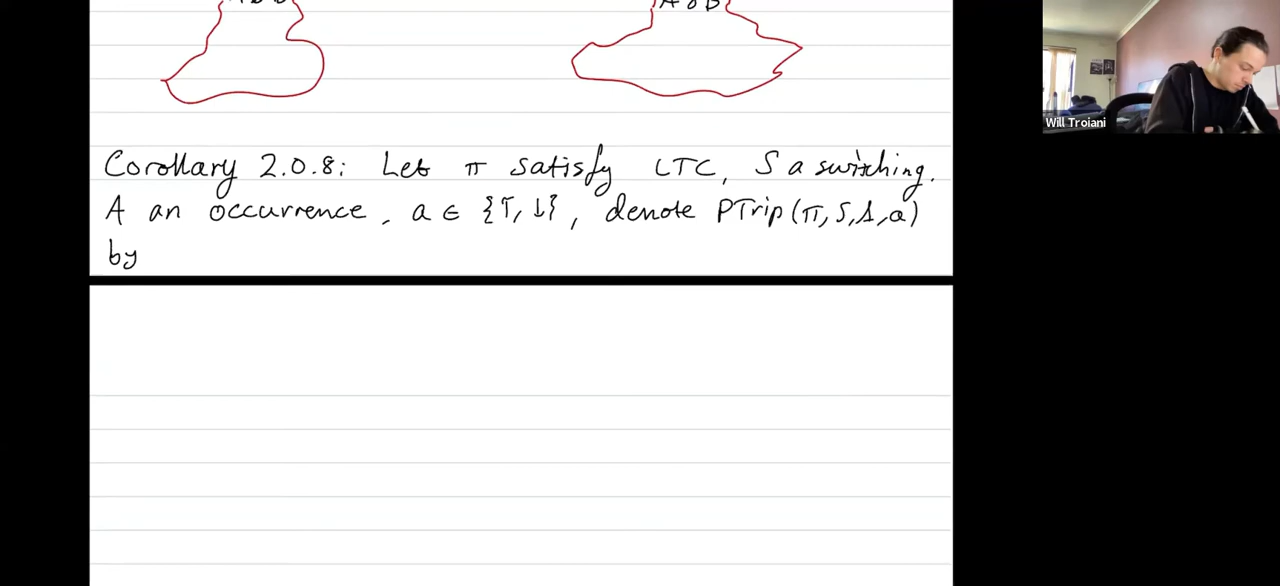 A ⅋ B
Corollary 2.0.8: Let π satisfy LTC, S a switching.
A an occurrence, a ∈ {↑, ↓}, denote PTrip(π, S, A, a)
by
Will Troiani